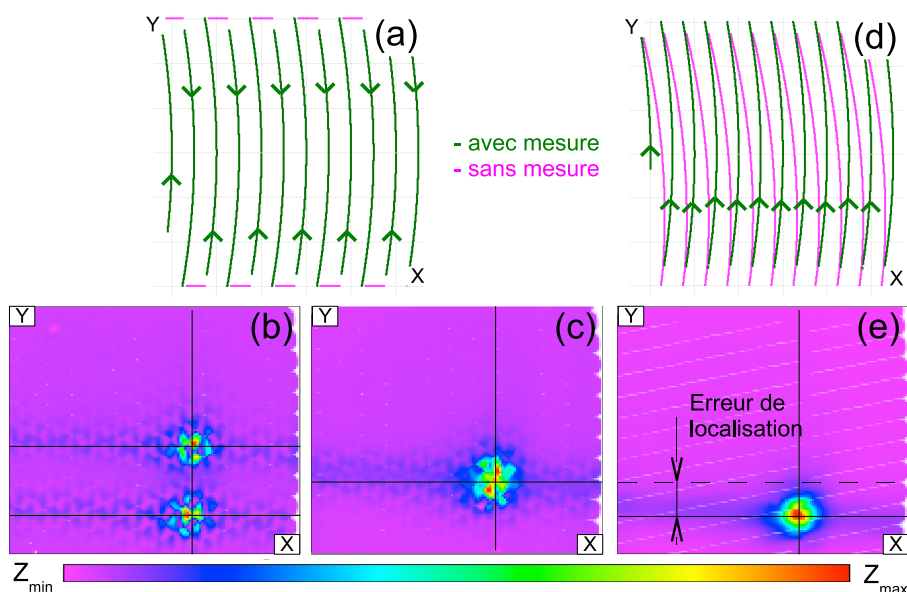 Y (a)
X
- avec mesure
- sans mesure
Y (d)
X
Y (b)
X
Y (c)
X
Y (e)
Erreur de
localisation
X
Zmin
Zmax